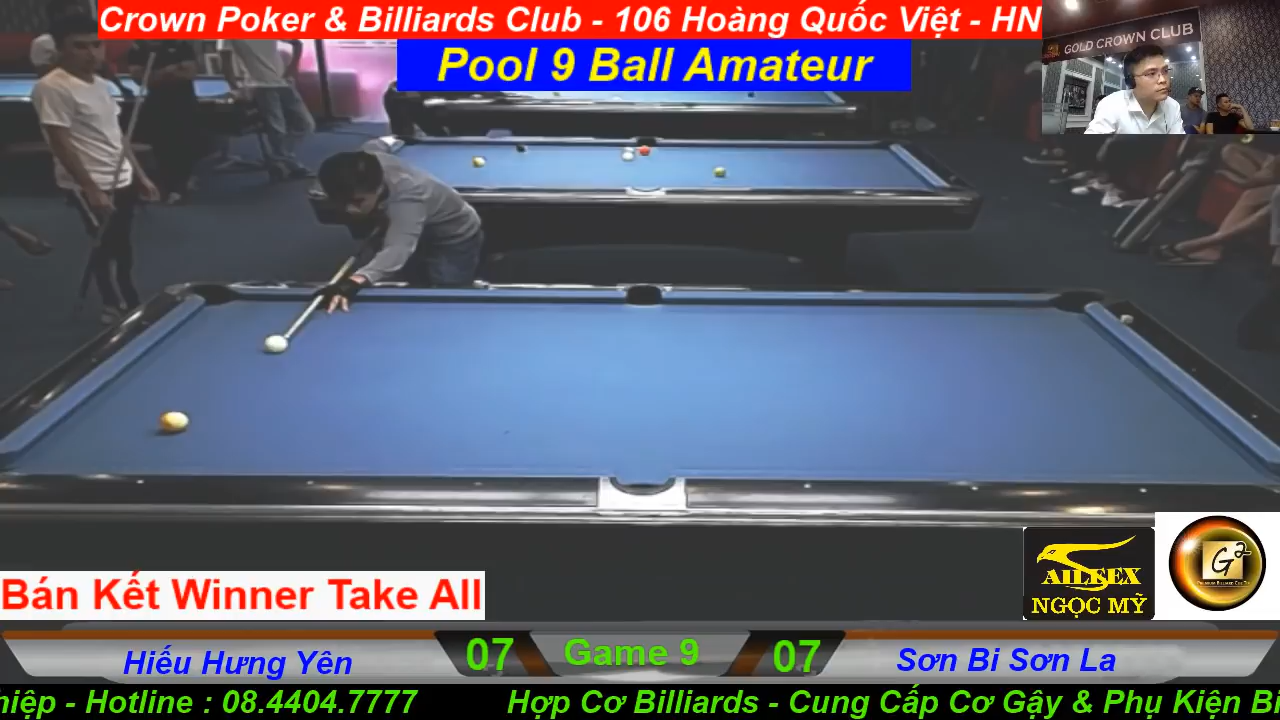 Crown Poker & Billiards Club - 106 Hoàng Quốc Việt - HN
Pool 9 Ball Amateur
GOLD CROWN CLUB
AILEEX
NGỌC MỸ
G2
Bán Kết Winner Take All
Hiếu Hưng Yên 07 Game 9 07 Sơn Bi Sơn La
hiệp - Hotline : 08.4404.7777 Hợp Cơ Billiards - Cung Cấp Cơ Gậy & Phụ Kiện Bi